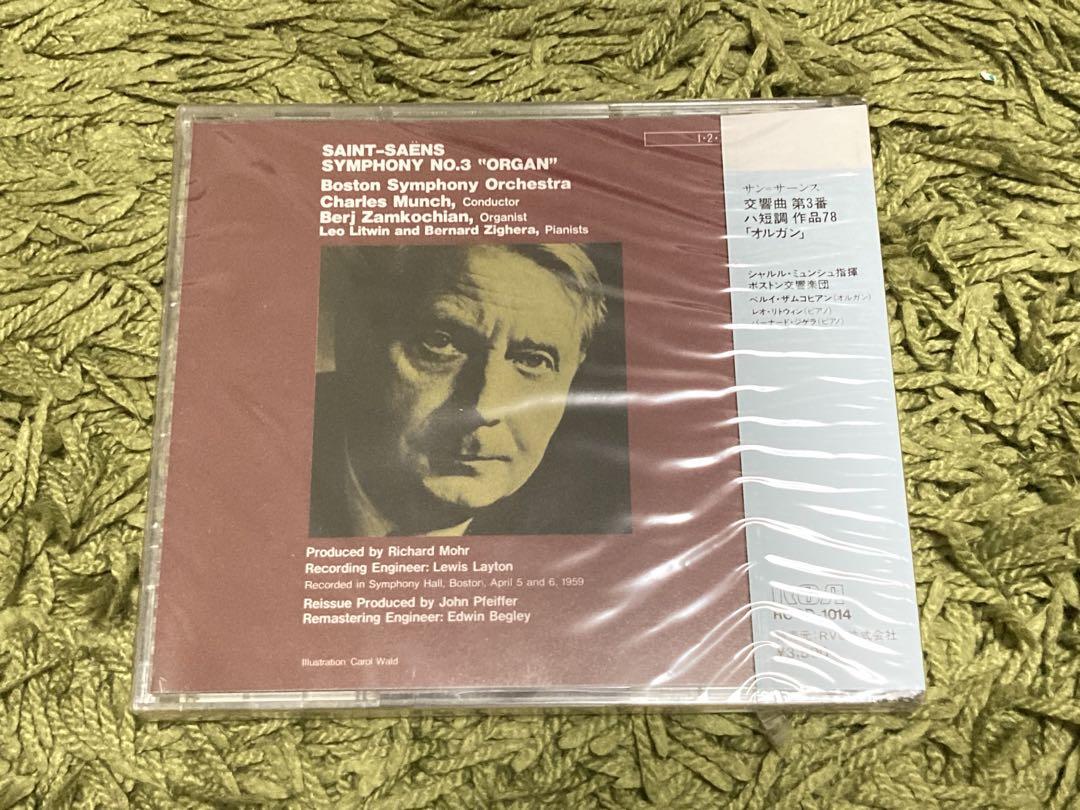 SAINT-SAËNS
SYMPHONY NO.3 "ORGAN"
Boston Symphony Orchestra
Charles Munch, Conductor
Berj Zamkochian, Organist
Leo Litwin and Bernard Zighera, Pianists
Produced by Richard Mohr
Recording Engineer: Lewis Layton
Recorded in Symphony Hall, Boston, April 5 and 6, 1959
Reissue Produced by John Pfeiffer
Remastering Engineer: Edwin Begley
Illustration: Carol Wald
1・2・
サン=サーンス
交響曲 第3番
ハ短調 作品78
「オルガン」
シャルル・ミュンシュ指揮
ボストン交響楽団
ベルイ・ザムコヒアン(オルガン)
レオ・リトウィン(ピアノ)
バーナード・ジゲラ(ピアノ)
RCA
1014